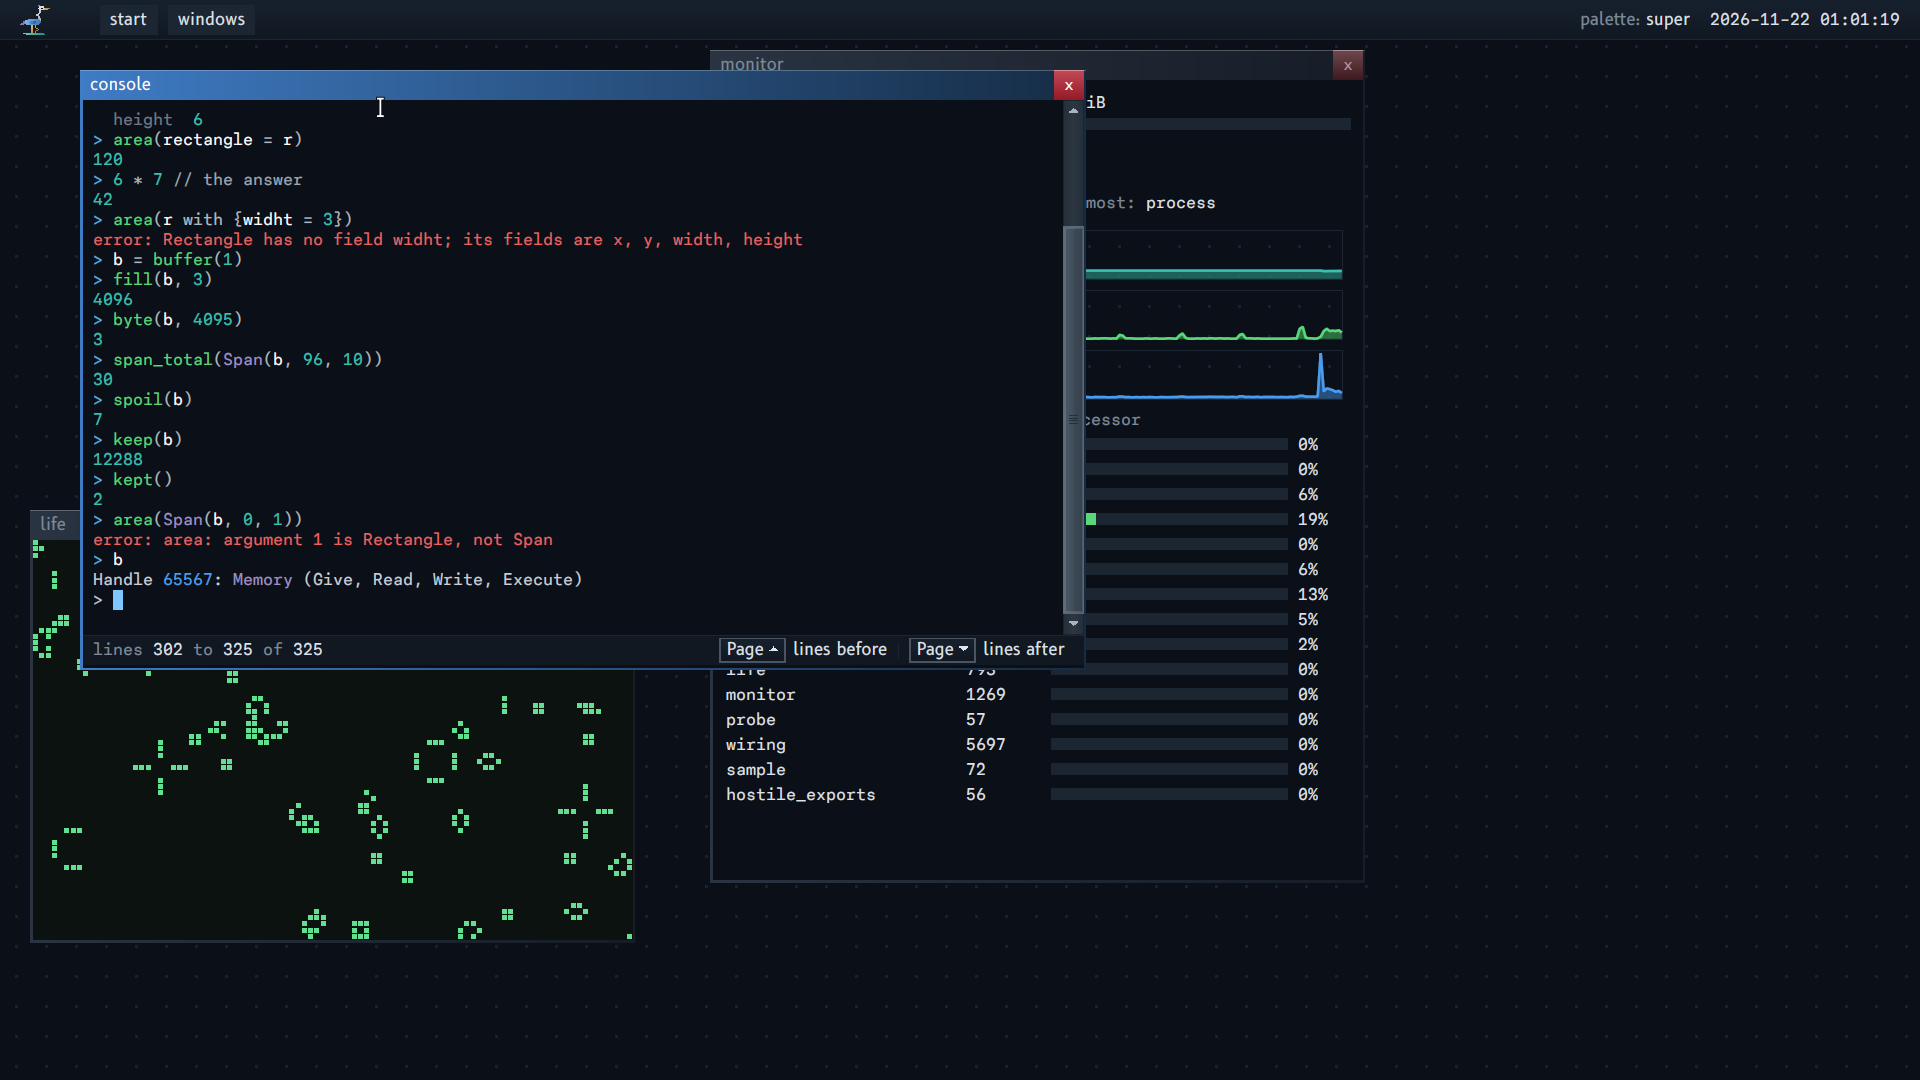 start windows palette: super 2026-11-22 01:01:19
monitor x
console x
iB
height 6
> area(rectangle = r)
120
> 6 * 7 // the answer
42
> area(r with {widht = 3})
error: Rectangle has no field widht; its fields are x, y, width, height
> b = buffer(1)
> fill(b, 3)
4096
> byte(b, 4095)
3
> span_total(Span(b, 96, 10))
30
> spoil(b)
7
> keep(b)
12288
> kept()
2
> area(Span(b, 0, 1))
error: area: argument 1 is Rectangle, not Span
> b
Handle 65567: Memory (Give, Read, Write, Execute)
>
lines 302 to 325 of 325 Page lines before Page lines after
most: process
cessor
0%
0%
6%
19%
0%
6%
13%
5%
2%
life 793 0%
monitor 1269 0%
probe 57 0%
wiring 5697 0%
sample 72 0%
hostile_exports 56 0%
life